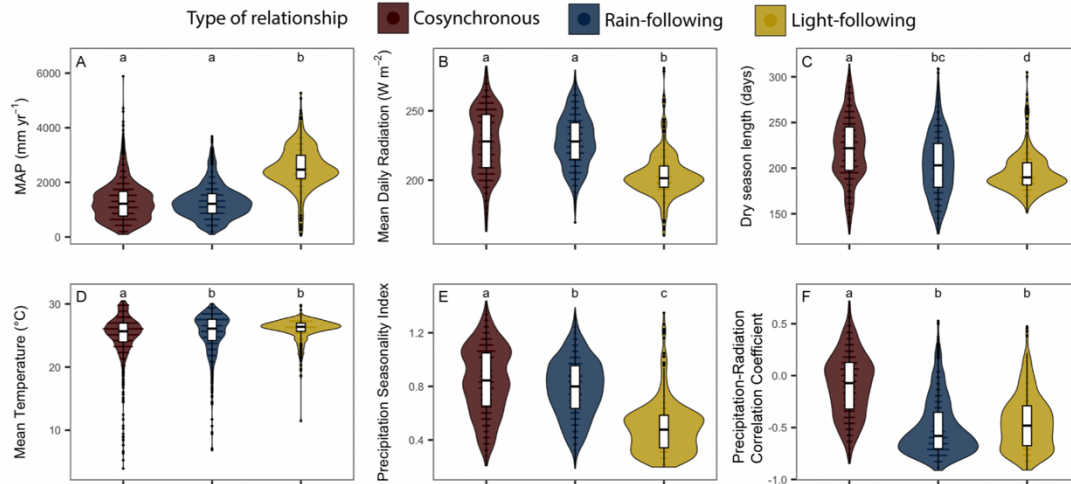 Type of relationship Cosynchronous Rain-following Light-following
A a a b
MAP (mm yr⁻¹)
6000
4000
2000
0
B a a b
Mean Daily Radiation (W m⁻²)
250
200
C a bc d
Dry season length (days)
300
250
200
150
D a b b
Mean Temperature (°C)
30
20
10
E a b c
Precipitation Seasonality Index
1.2
0.8
0.4
F a b b
Precipitation-Radiation
Correlation Coefficient
0.5
0.0
-0.5
-1.0